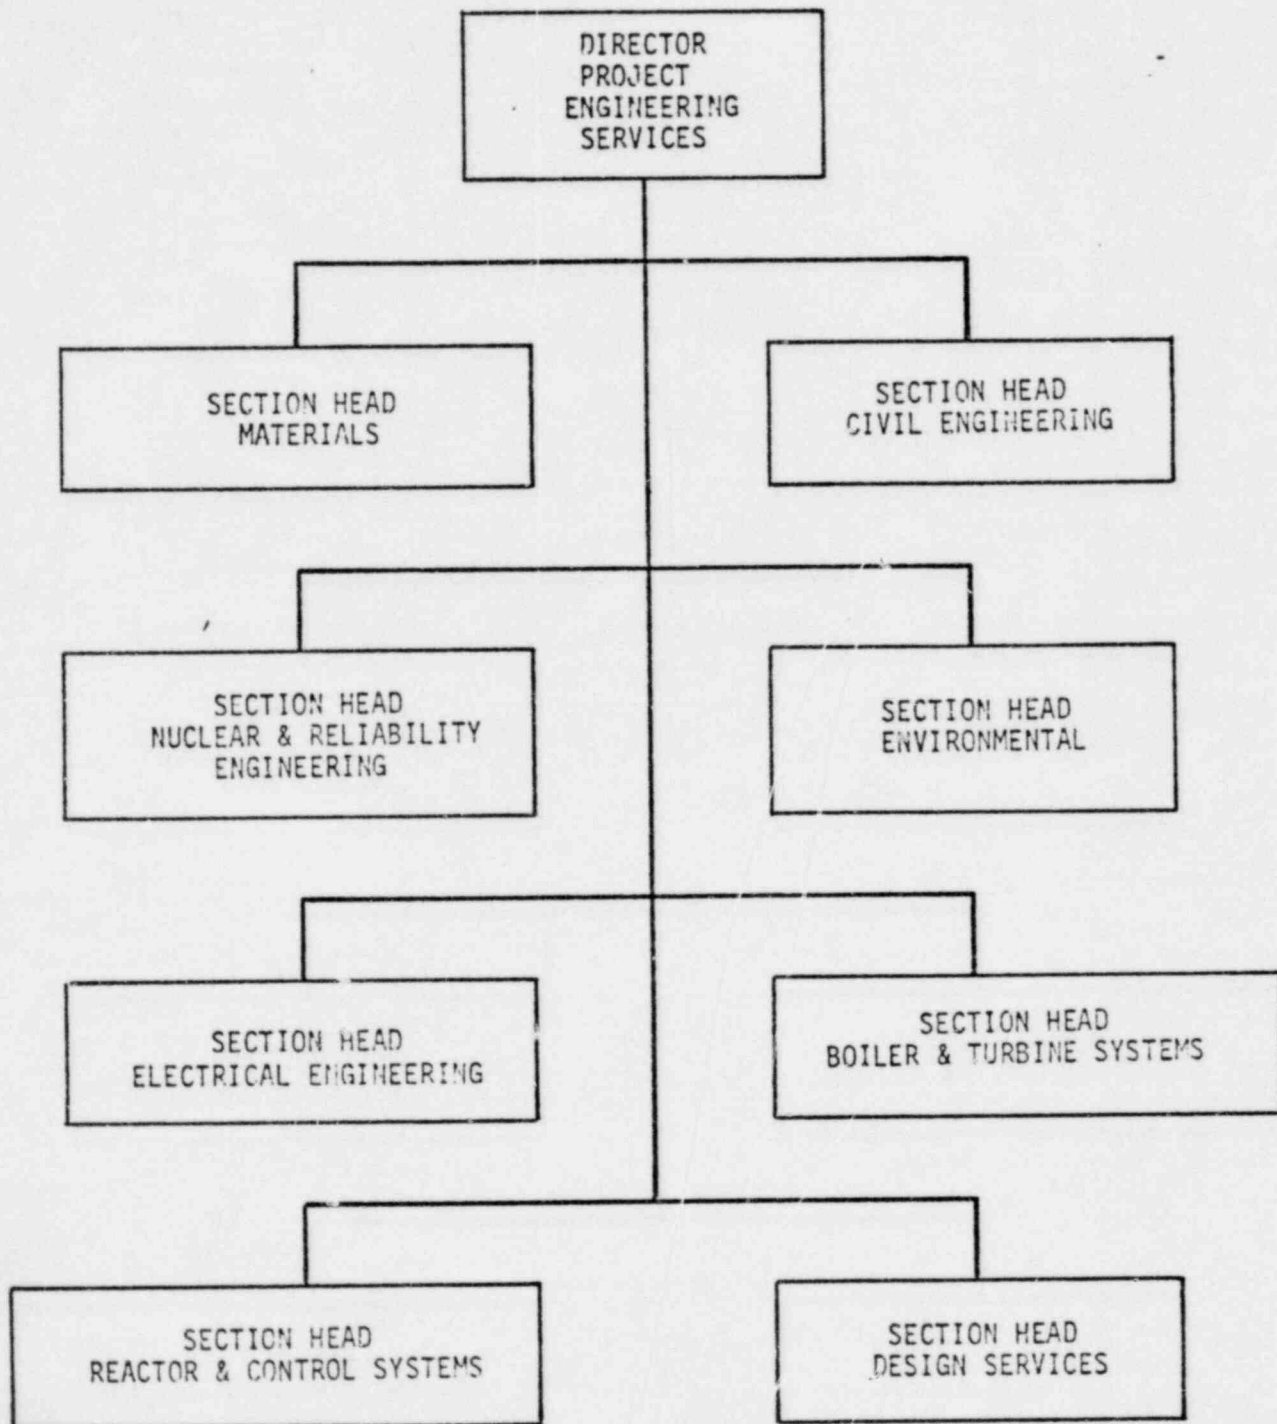 DIRECTOR
PROJECT
ENGINEERING
SERVICES
SECTION HEAD
MATERIALS
SECTION HEAD
CIVIL ENGINEERING
SECTION HEAD
NUCLEAR & RELIABILITY
ENGINEERING
SECTION HEAD
ENVIRONMENTAL
SECTION HEAD
ELECTRICAL ENGINEERING
SECTION HEAD
BOILER & TURBINE SYSTEMS
SECTION HEAD
REACTOR & CONTROL SYSTEMS
SECTION HEAD
DESIGN SERVICES